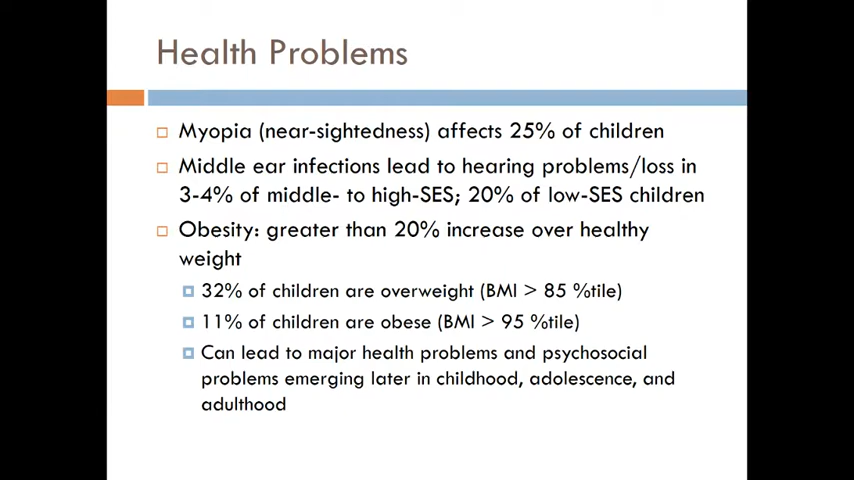 Health Problems
Myopia (near-sightedness) affects 25% of children
Middle ear infections lead to hearing problems/loss in
3-4% of middle- to high-SES; 20% of low-SES children
Obesity: greater than 20% increase over healthy
weight
32% of children are overweight (BMI > 85 %tile)
11% of children are obese (BMI > 95 %tile)
Can lead to major health problems and psychosocial
problems emerging later in childhood, adolescence, and
adulthood